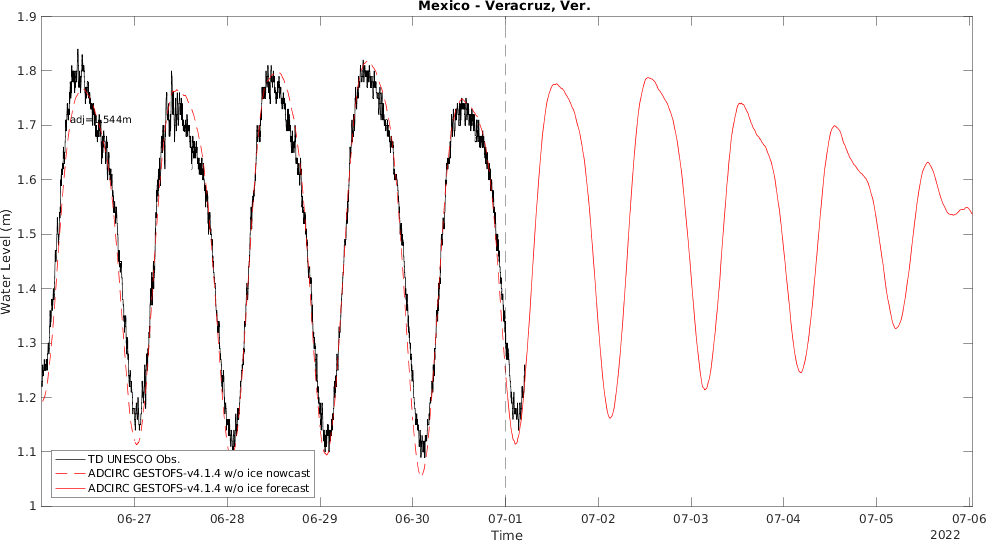 Mexico - Veracruz, Ver.
1.9
1.8
1.7
1.6
1.5
1.4
1.3
1.2
1.1
1
Water Level (m)
TD UNESCO Obs.
ADCIRC GESTOFS-v4.1.4 w/o ice nowcast
ADCIRC GESTOFS-v4.1.4 w/o ice forecast
06-27 06-28 06-29 06-30 07-01 07-02 07-03 07-04 07-05 07-06
Time
2022